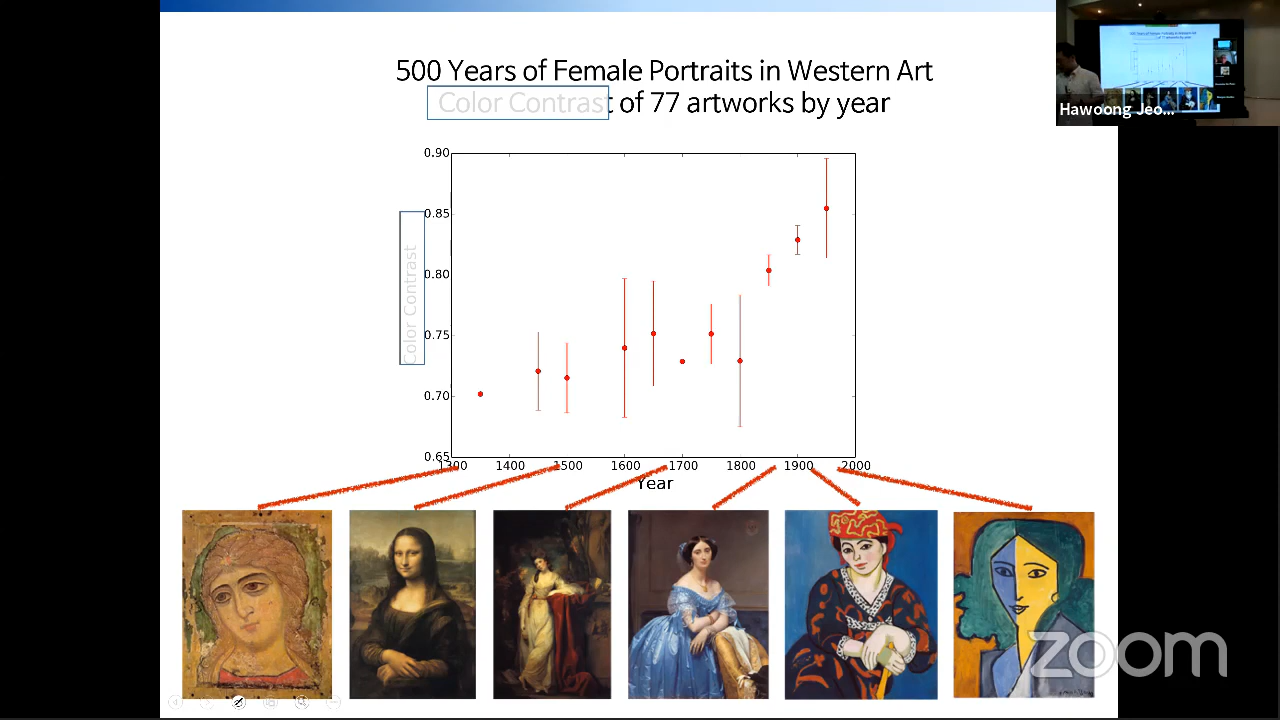 500 Years of Female Portraits in Western Art
Color Contrast of 77 artworks by year
Hawoong Jeo...
Color Contrast
0.90
0.85
0.80
0.75
0.70
0.65
1300 1400 1500 1600 1700 1800 1900 2000
Year
zoom